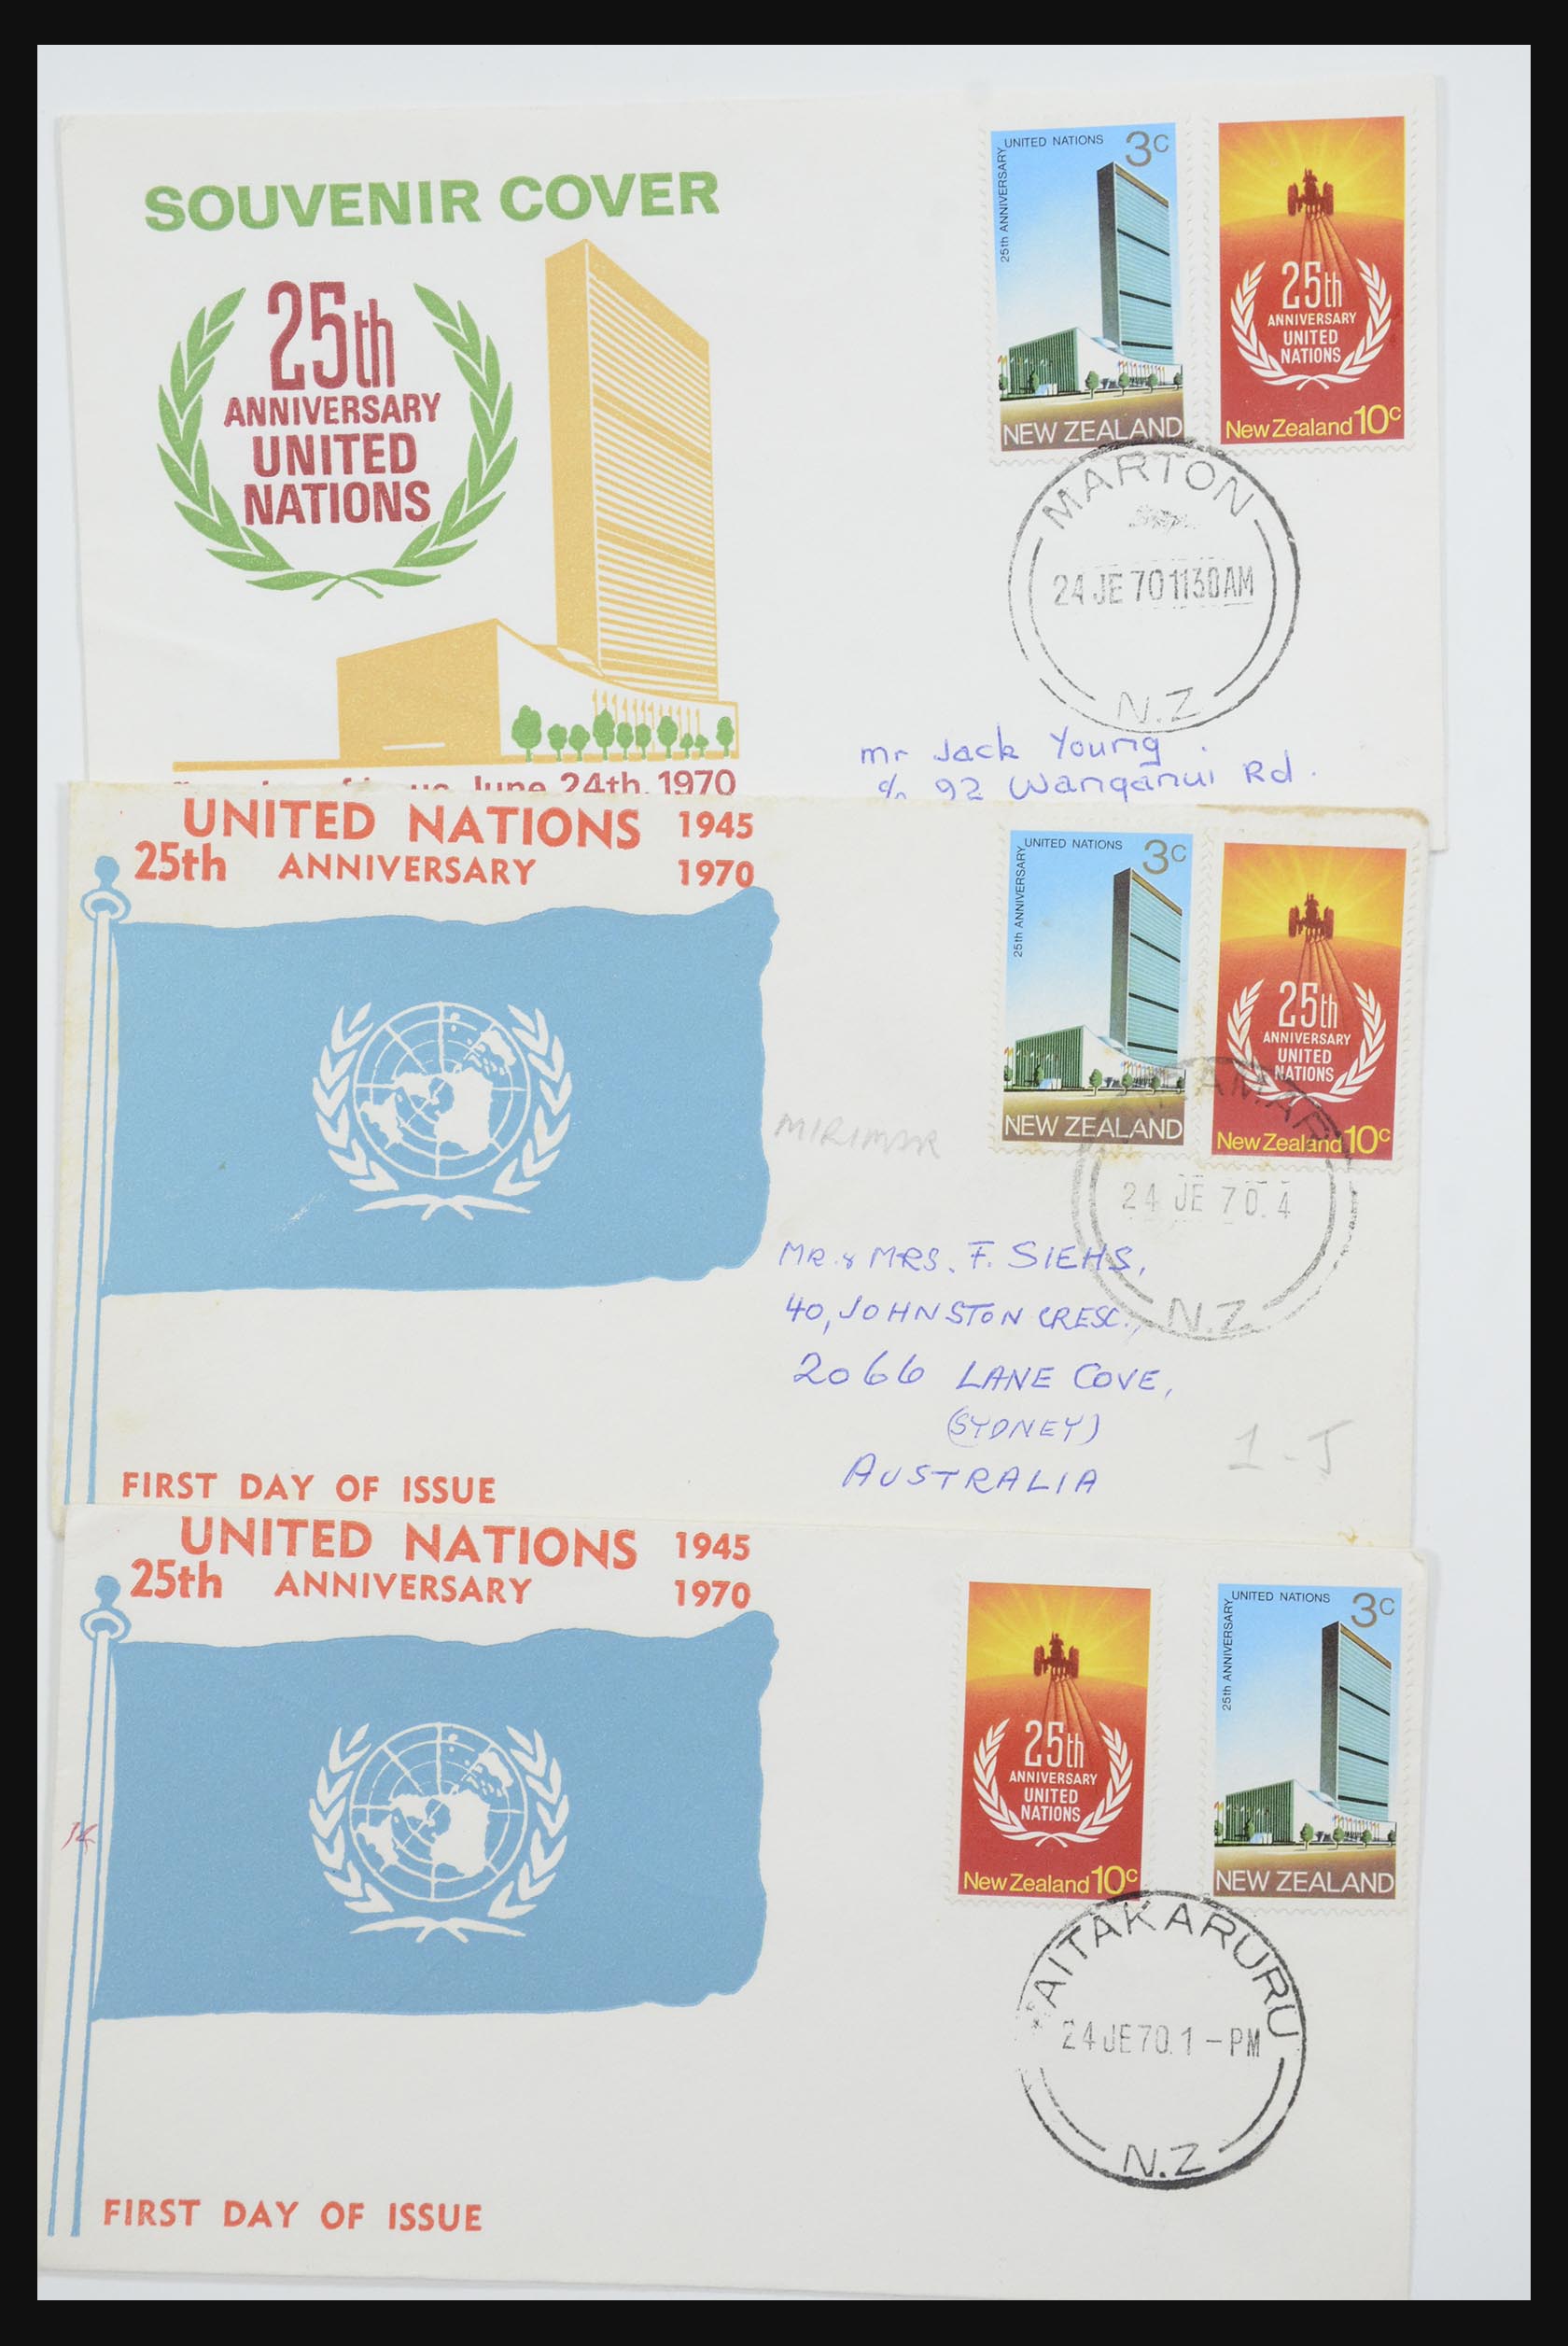 SOUVENIR COVER
25th
ANNIVERSARY
UNITED
NATIONS
June 24th, 1970
25th ANNIVERSARY UNITED NATIONS 3c
NEW ZEALAND
25th
ANNIVERSARY
UNITED
NATIONS
New Zealand 10c
MARTON
24 JE 70 1130AM
N.Z
mr Jack Young
c/o 92 Wanganui Rd.
UNITED NATIONS 1945
25th ANNIVERSARY 1970
FIRST DAY OF ISSUE
25th ANNIVERSARY UNITED NATIONS 3c
NEW ZEALAND
25th
ANNIVERSARY
UNITED
NATIONS
New Zealand 10c
24 JE 70.4
N.Z.
MIRIMAR
MR. & MRS. F. SIEHS,
40, JOHNSTON CRESC.,
2066 LANE COVE,
(SYDNEY)
AUSTRALIA
1-J
UNITED NATIONS 1945
25th ANNIVERSARY 1970
FIRST DAY OF ISSUE
25th
ANNIVERSARY
UNITED
NATIONS
New Zealand 10c
25th ANNIVERSARY UNITED NATIONS 3c
NEW ZEALAND
AITAKARURU
24 JE 70.1-PM
N.Z